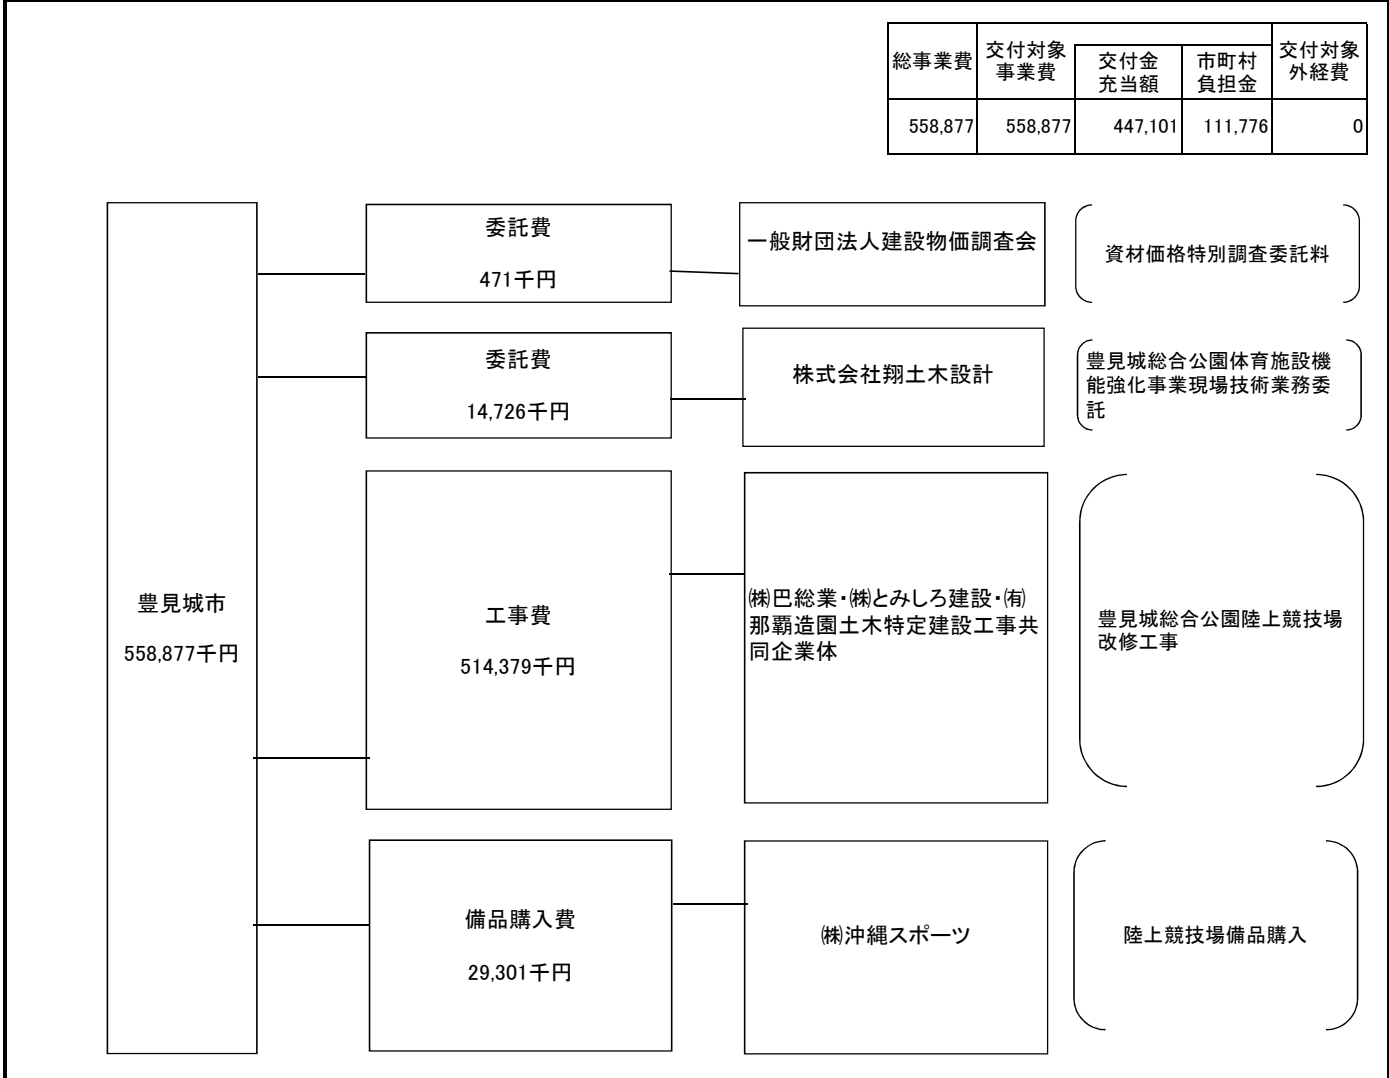 総事業費
交付対象
事業費
交付金
充当額
市町村
負担金
交付対象
外経費
558,877
558,877
447,101
111,776
0
豊見城市
558,877千円
委託費
471千円
一般財団法人建設物価調査会
資材価格特別調査委託料
委託費
14,726千円
株式会社翔土木設計
豊見城総合公園体育施設機
能強化事業現場技術業務委
託
工事費
514,379千円
㈱巴総業・㈱とみしろ建設・㈲
那覇造園土木特定建設工事共
同企業体
豊見城総合公園陸上競技場
改修工事
備品購入費
29,301千円
㈱沖縄スポーツ
陸上競技場備品購入